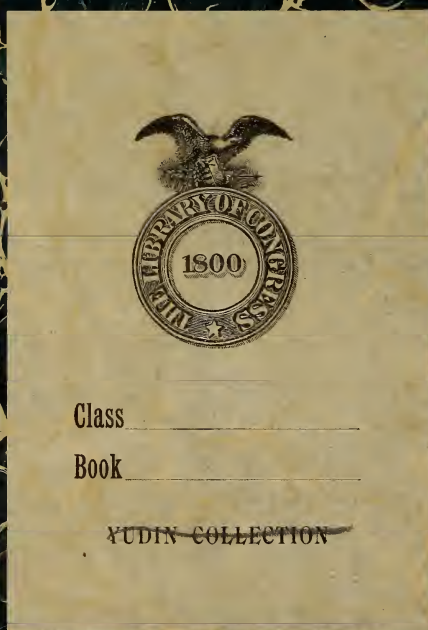 THE LIBRARY OF CONGRESS
1800
Class
Book
YUDIN COLLECTION